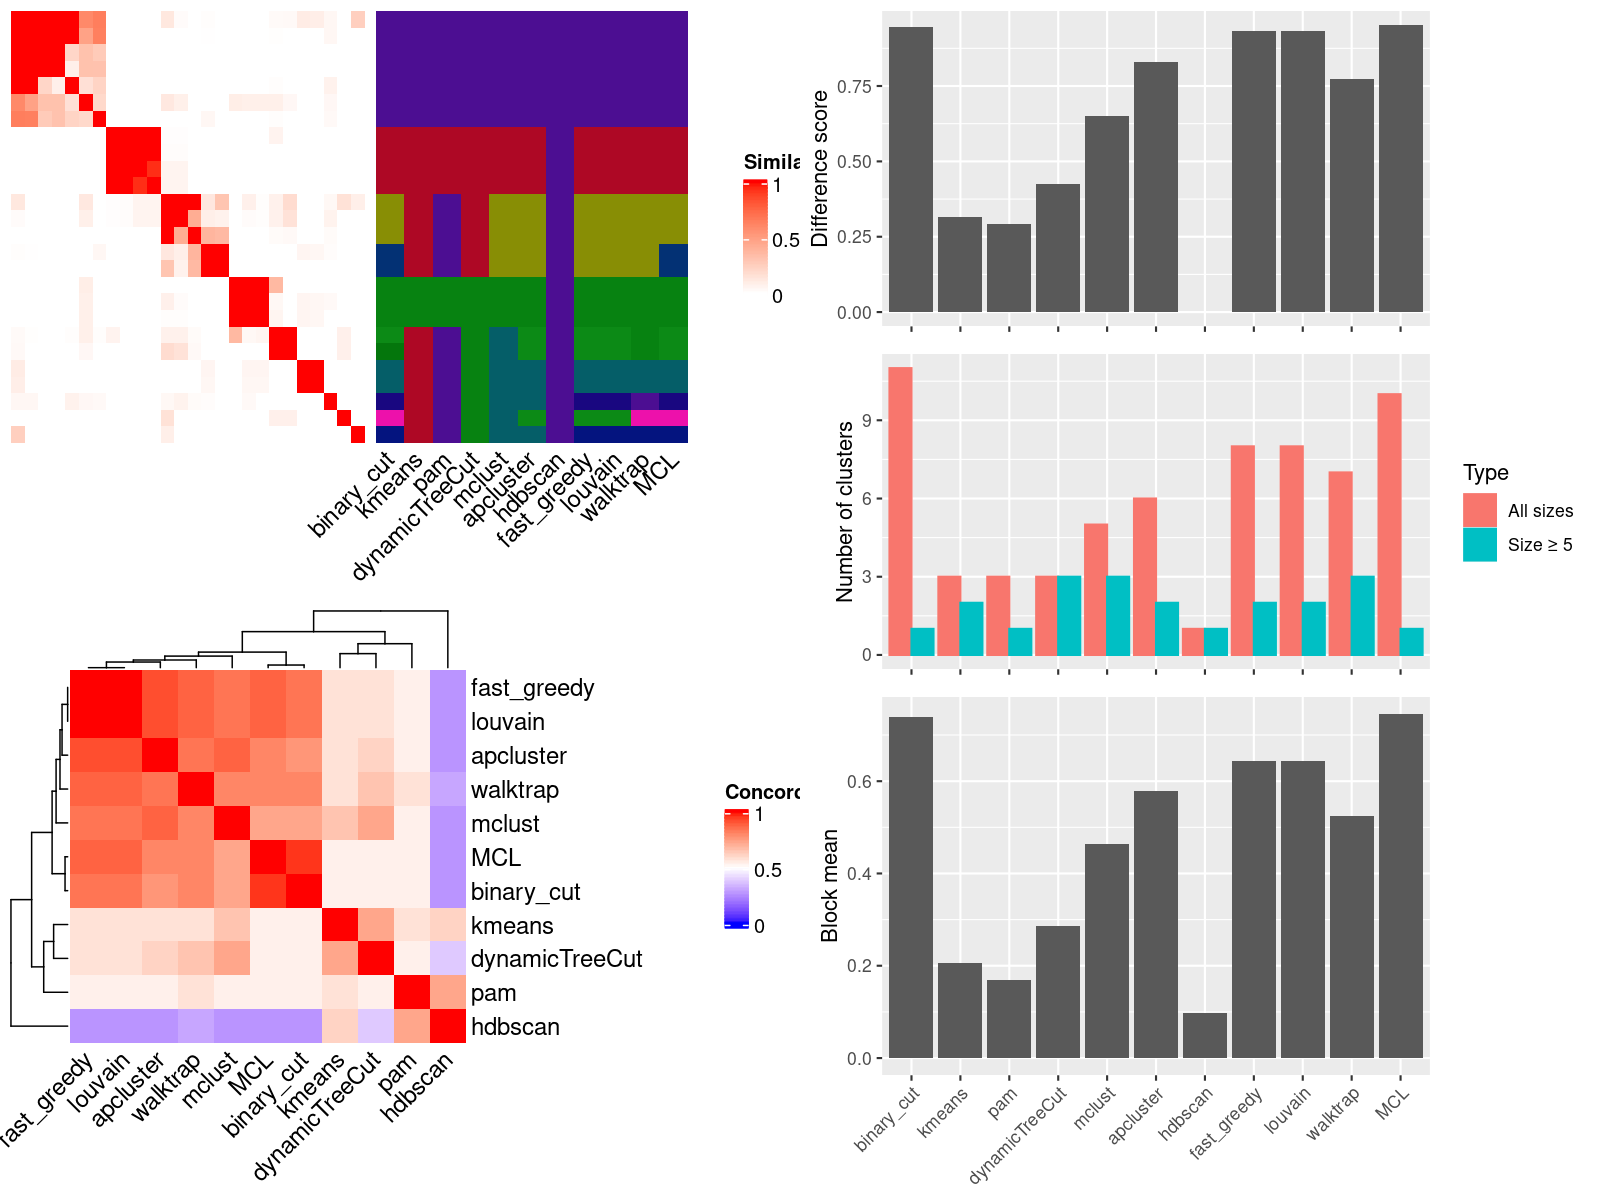 Simila
1
0.5
0
binary_cut
kmeans
pam
dynamicTreeCut
mclust
apcluster
hdbscan
fast_greedy
louvain
walktrap
MCL
fast_greedy
louvain
apcluster
walktrap
mclust
MCL
binary_cut
kmeans
dynamicTreeCut
pam
hdbscan
Concord
1
0.5
0
fast_greedy
louvain
apcluster
walktrap
mclust
MCL
binary_cut
kmeans
dynamicTreeCut
pam
hdbscan
Difference score
0.75
0.50
0.25
0.00
Number of clusters
9
6
3
0
Type
All sizes
Size ≥ 5
Block mean
0.6
0.4
0.2
0.0
binary_cut
kmeans
pam
dynamicTreeCut
mclust
apcluster
hdbscan
fast_greedy
louvain
walktrap
MCL